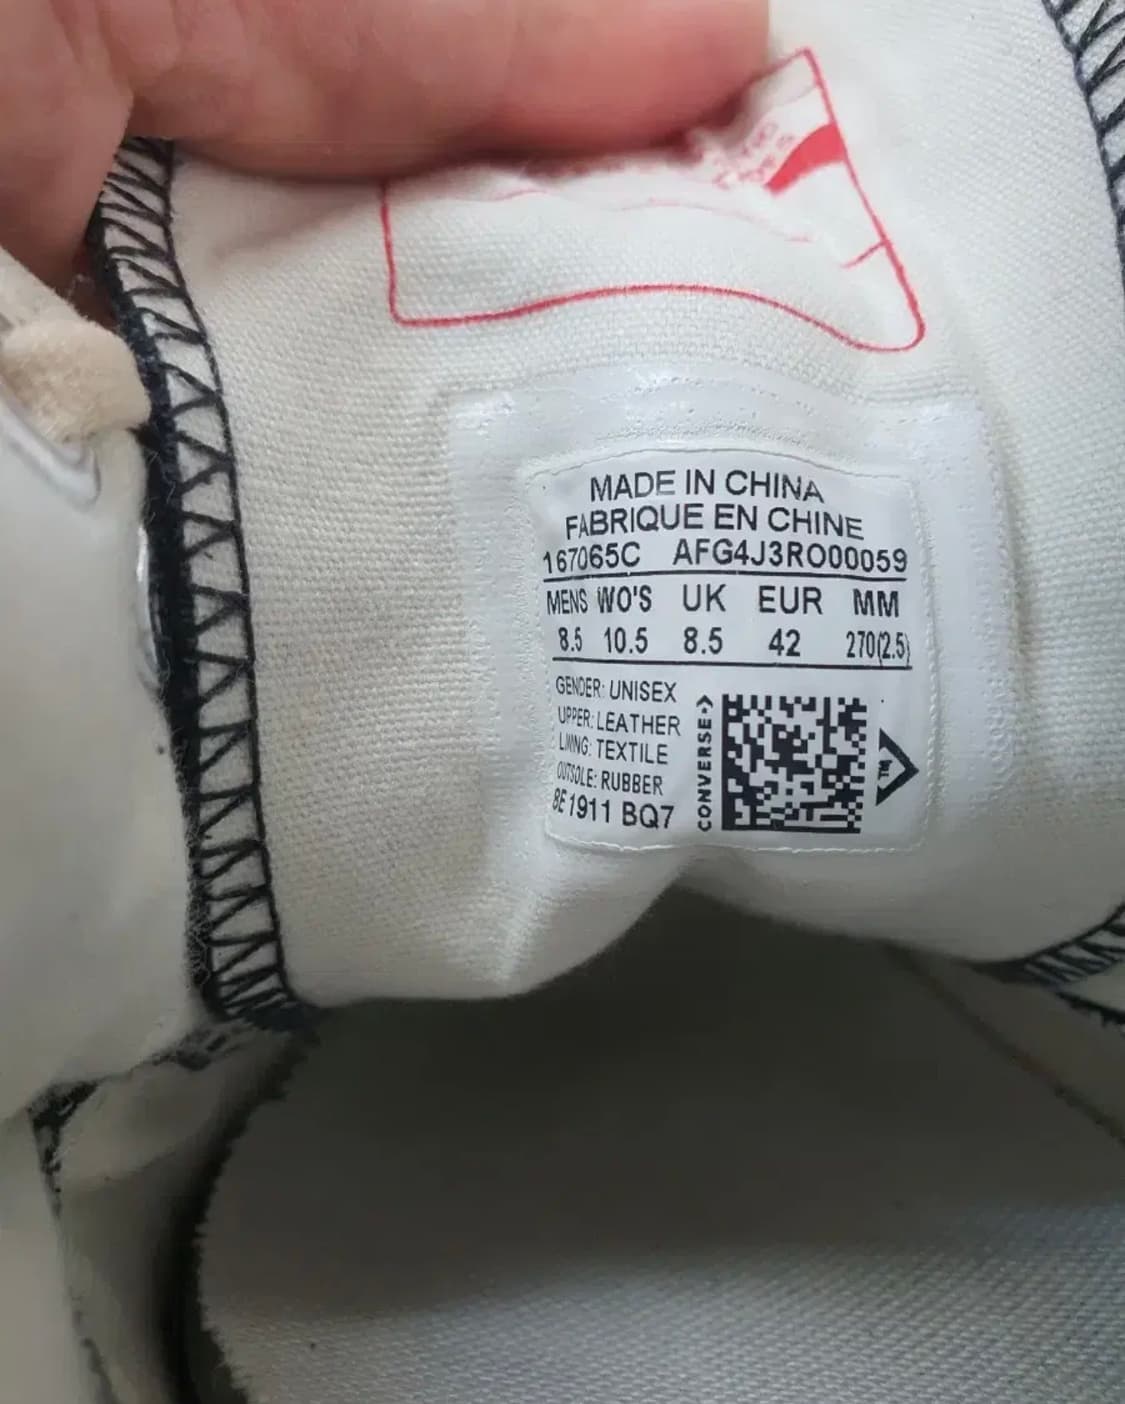 MADE IN CHINA
FABRIQUE EN CHINE
167065C AFG4J3RO00059
MENS WO'S UK EUR MM
8.5 10.5 8.5 42 270(2.5)
GENDER: UNISEX
UPPER: LEATHER
LINING: TEXTILE
OUTSOLE: RUBBER
8E 1911 BQ7
CONVERSE
TM